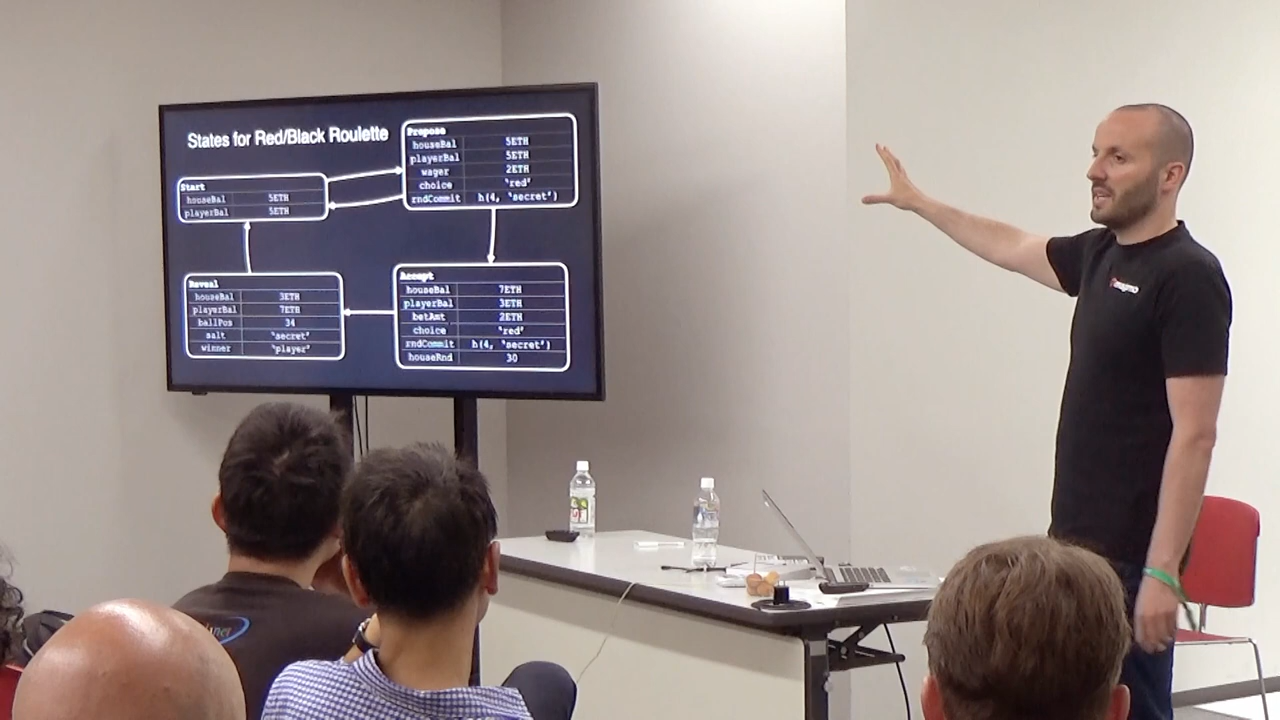 States for Red/Black Roulette
Propose
houseBal 5ETH
playerBal 5ETH
wager 2ETH
choice 'red'
rndCommit h(4, 'secret')
Start
houseBal 5ETH
playerBal 5ETH
Reveal
houseBal 3ETH
playerBal 7ETH
ballPos 34
salt 'secret'
winner 'player'
Accept
houseBal 7ETH
playerBal 3ETH
betAmt 2ETH
choice 'red'
rndCommit h(4, 'secret')
houseRnd 30